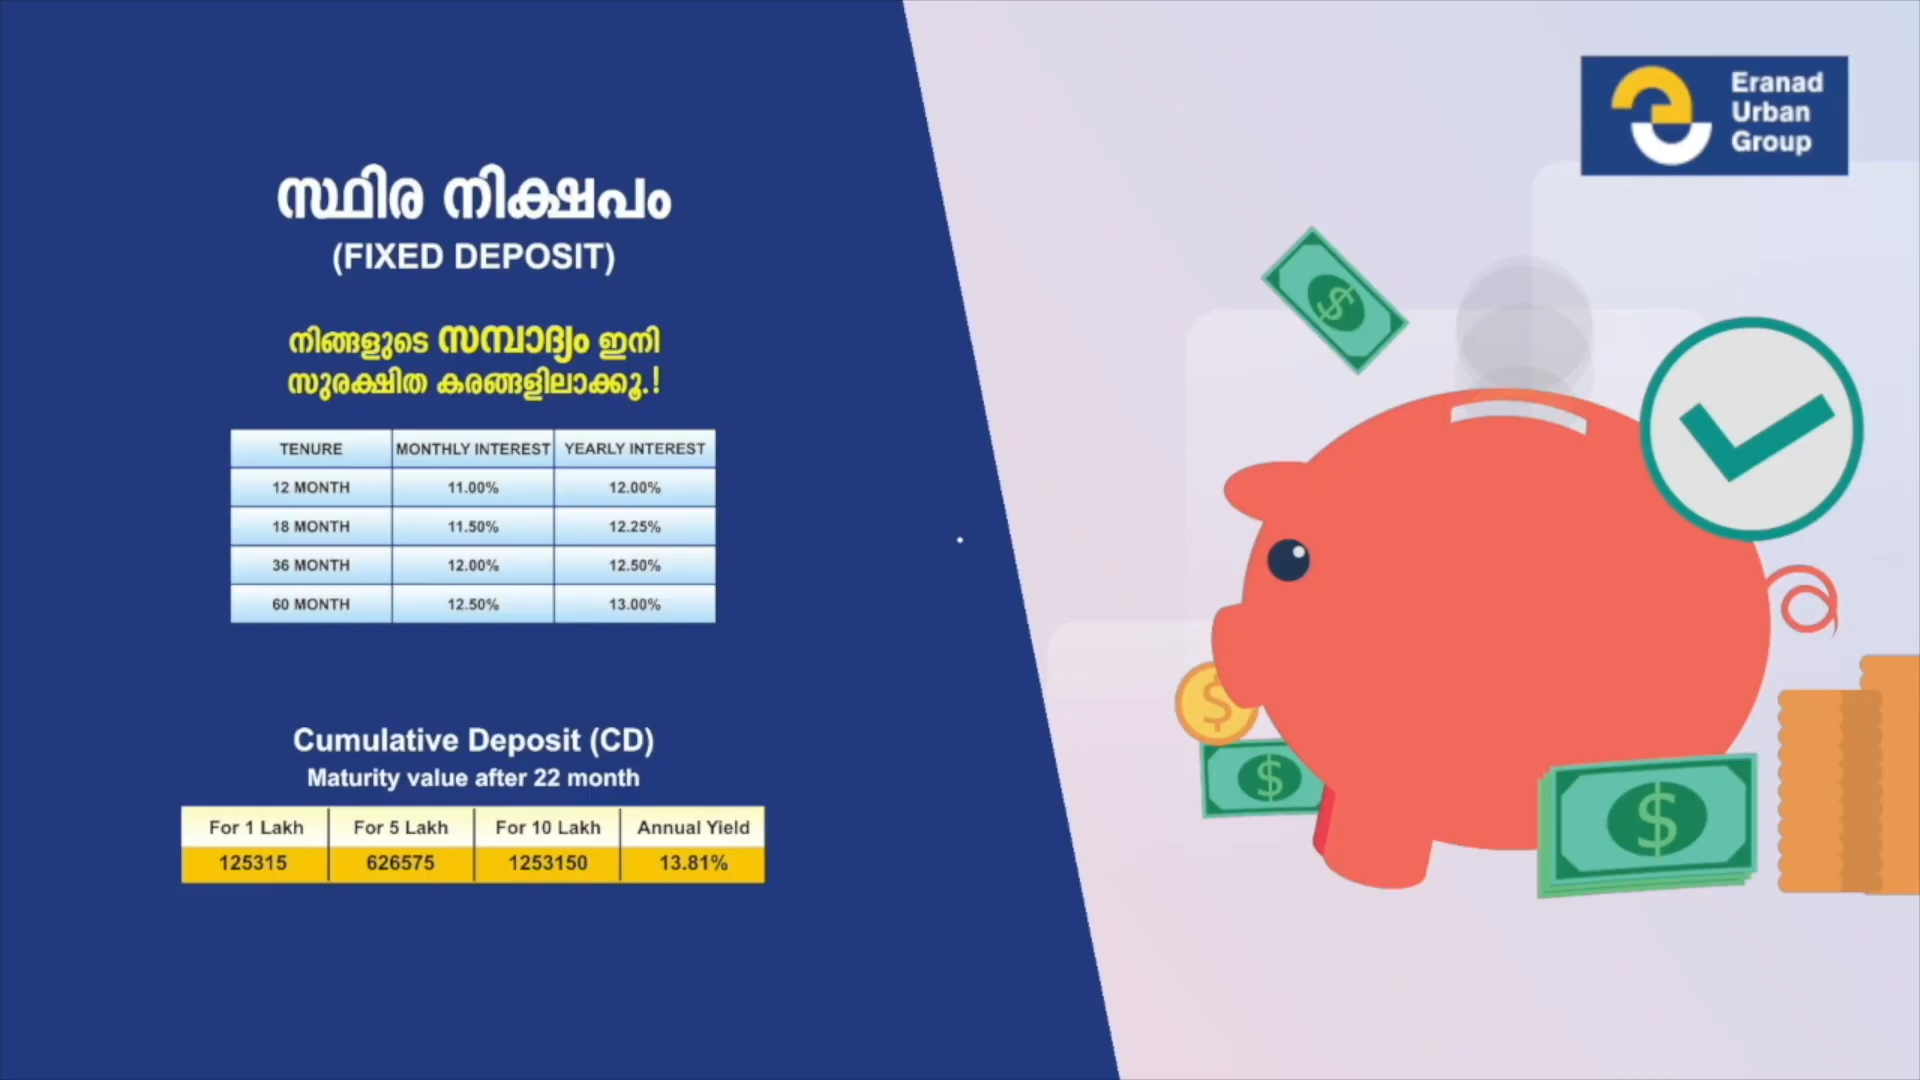 Eranad
Urban
Group
സ്ഥിര നിക്ഷപം
(FIXED DEPOSIT)
നിങ്ങളുടെ സമ്പാദ്യം ഇനി
സുരക്ഷിത കരങ്ങളിലാക്കൂ.!
TENURE MONTHLY INTEREST YEARLY INTEREST
12 MONTH 11.00% 12.00%
18 MONTH 11.50% 12.25%
36 MONTH 12.00% 12.50%
60 MONTH 12.50% 13.00%
Cumulative Deposit (CD)
Maturity value after 22 month
For 1 Lakh For 5 Lakh For 10 Lakh Annual Yield
125315 626575 1253150 13.81%
$
$
$
$